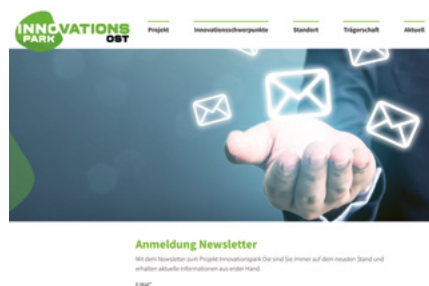 INNOVATIONS
PARK OST
Projekt Innovationsschwerpunkte Standort Trägerschaft Aktuell
Anmeldung Newsletter
Mit dem Newsletter zum Projekt Innovationspark Ost sind Sie immer auf dem neusten Stand und
erhalten aktuelle Informationen aus erster Hand.
E-Mail*